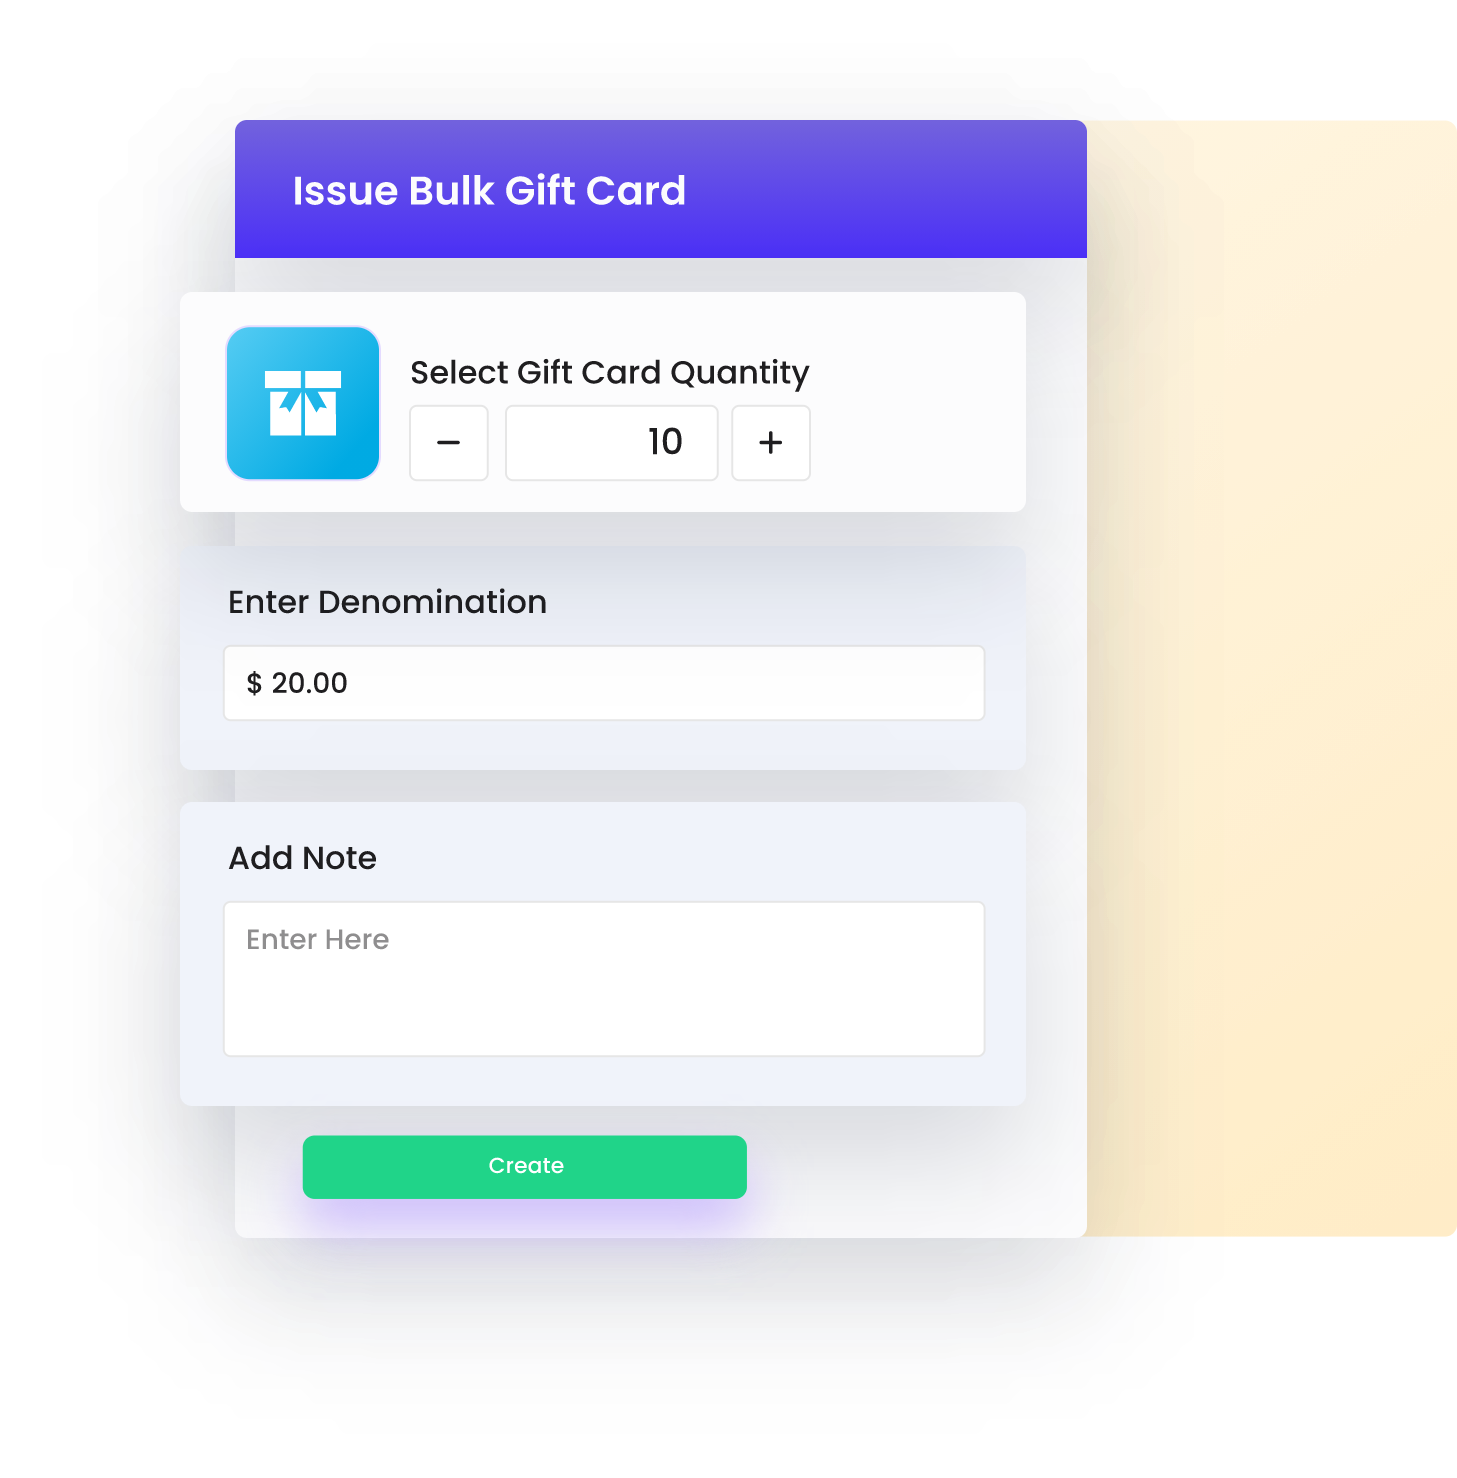 Issue Bulk Gift Card
Select Gift Card Quantity
− 10 +
Enter Denomination
$ 20.00
Add Note
Enter Here
Create